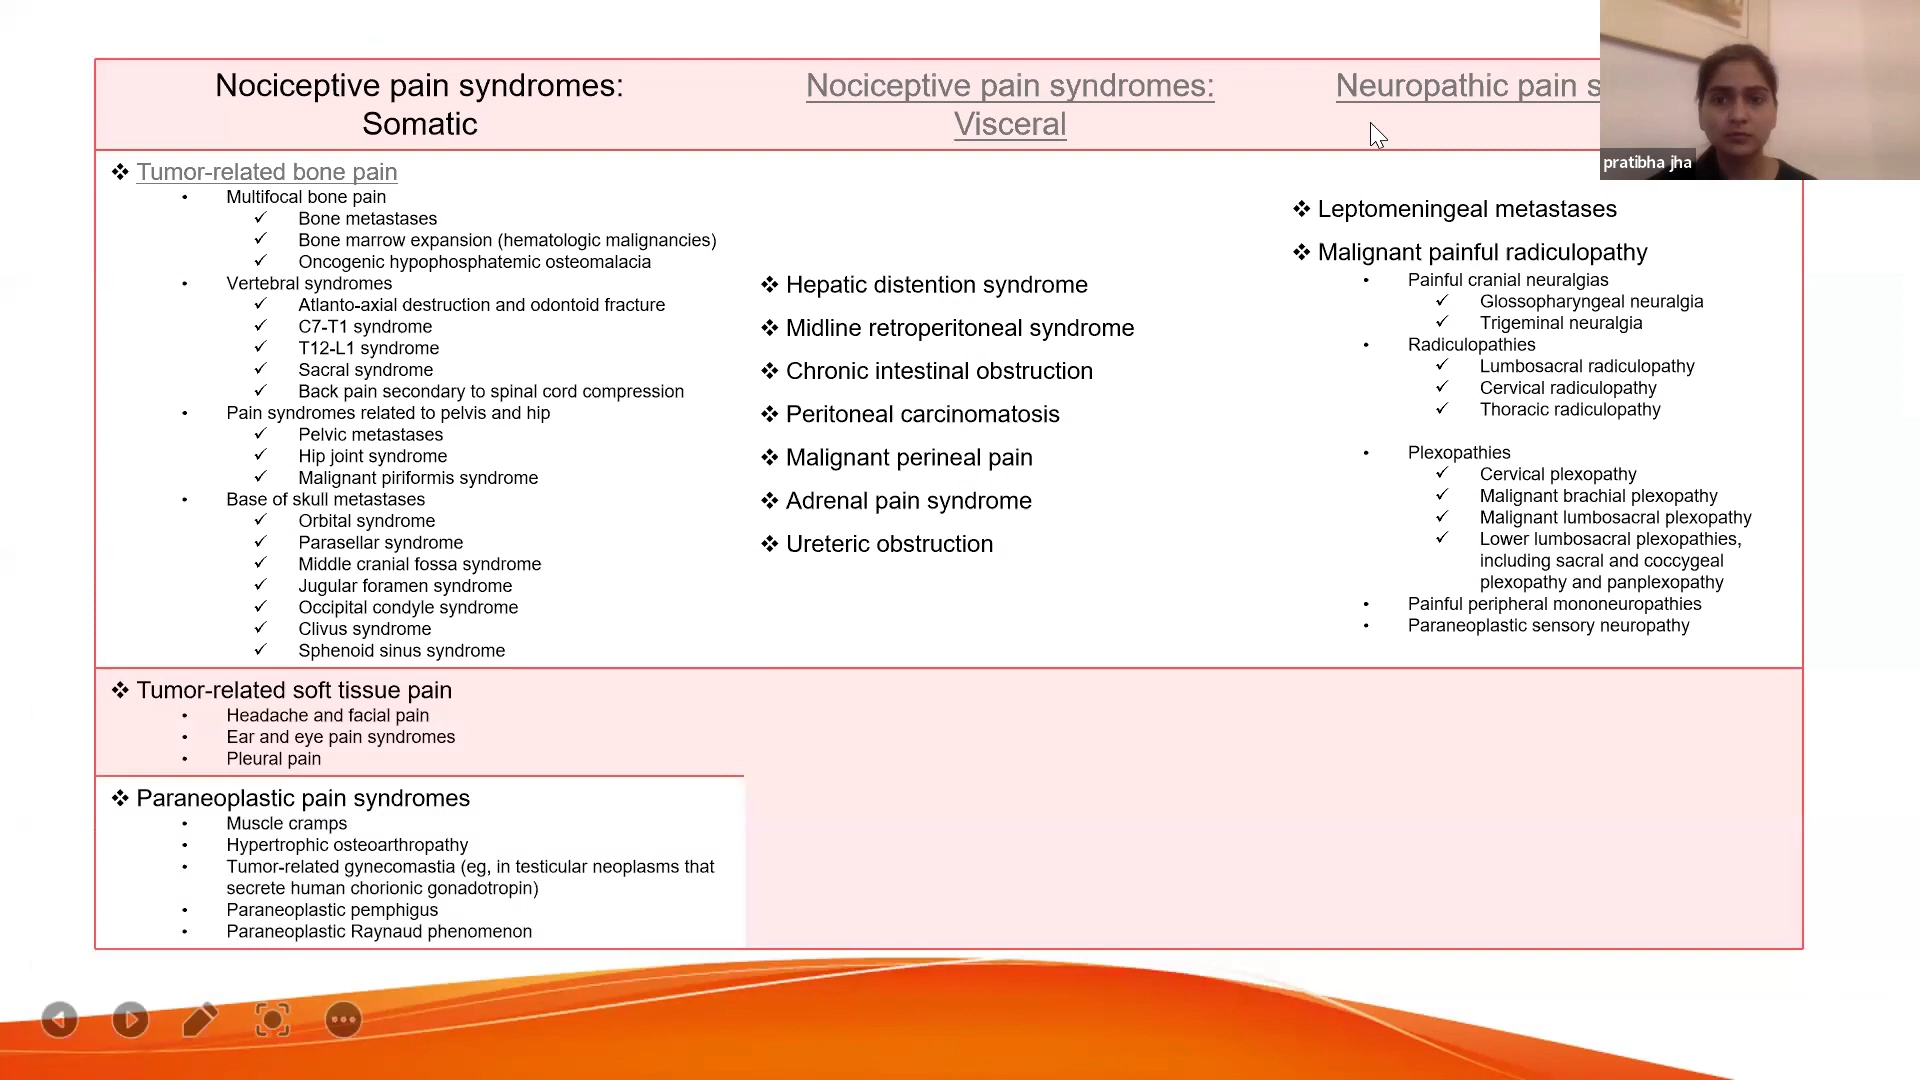 Nociceptive pain syndromes:
Somatic
Nociceptive pain syndromes:
Visceral
Neuropathic pain s
pratibha jha
❖ Tumor-related bone pain
• Multifocal bone pain
✓ Bone metastases
✓ Bone marrow expansion (hematologic malignancies)
✓ Oncogenic hypophosphatemic osteomalacia
• Vertebral syndromes
✓ Atlanto-axial destruction and odontoid fracture
✓ C7-T1 syndrome
✓ T12-L1 syndrome
✓ Sacral syndrome
✓ Back pain secondary to spinal cord compression
• Pain syndromes related to pelvis and hip
✓ Pelvic metastases
✓ Hip joint syndrome
✓ Malignant piriformis syndrome
• Base of skull metastases
✓ Orbital syndrome
✓ Parasellar syndrome
✓ Middle cranial fossa syndrome
✓ Jugular foramen syndrome
✓ Occipital condyle syndrome
✓ Clivus syndrome
✓ Sphenoid sinus syndrome
❖ Hepatic distention syndrome
❖ Midline retroperitoneal syndrome
❖ Chronic intestinal obstruction
❖ Peritoneal carcinomatosis
❖ Malignant perineal pain
❖ Adrenal pain syndrome
❖ Ureteric obstruction
❖ Leptomeningeal metastases
❖ Malignant painful radiculopathy
• Painful cranial neuralgias
✓ Glossopharyngeal neuralgia
✓ Trigeminal neuralgia
• Radiculopathies
✓ Lumbosacral radiculopathy
✓ Cervical radiculopathy
✓ Thoracic radiculopathy
• Plexopathies
✓ Cervical plexopathy
✓ Malignant brachial plexopathy
✓ Malignant lumbosacral plexopathy
✓ Lower lumbosacral plexopathies,
including sacral and coccygeal
plexopathy and panplexopathy
• Painful peripheral mononeuropathies
• Paraneoplastic sensory neuropathy
❖ Tumor-related soft tissue pain
• Headache and facial pain
• Ear and eye pain syndromes
• Pleural pain
❖ Paraneoplastic pain syndromes
• Muscle cramps
• Hypertrophic osteoarthropathy
• Tumor-related gynecomastia (eg, in testicular neoplasms that
secrete human chorionic gonadotropin)
• Paraneoplastic pemphigus
• Paraneoplastic Raynaud phenomenon